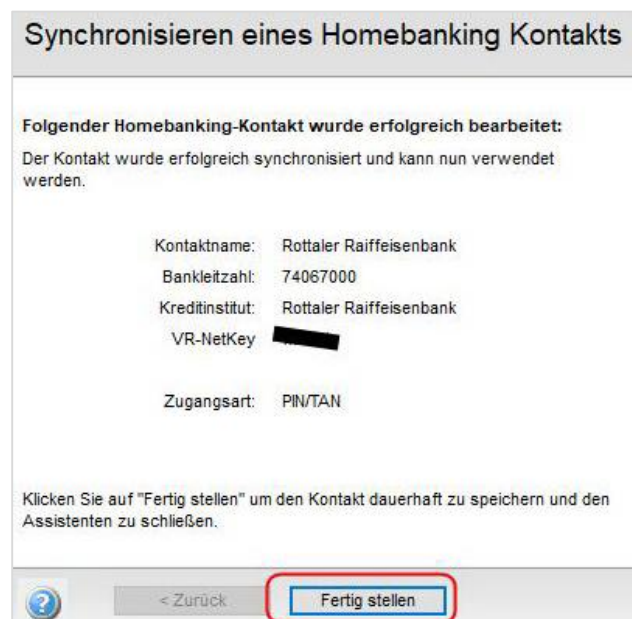 Synchronisieren eines Homebanking Kontakts
Folgender Homebanking-Kontakt wurde erfolgreich bearbeitet:
Der Kontakt wurde erfolgreich synchronisiert und kann nun verwendet
werden.
Kontaktname: Rottaler Raiffeisenbank
Bankleitzahl: 74067000
Kreditinstitut: Rottaler Raiffeisenbank
VR-NetKey
Zugangsart: PIN/TAN
Klicken Sie auf "Fertig stellen" um den Kontakt dauerhaft zu speichern und den
Assistenten zu schließen.
? < Zurück Fertig stellen